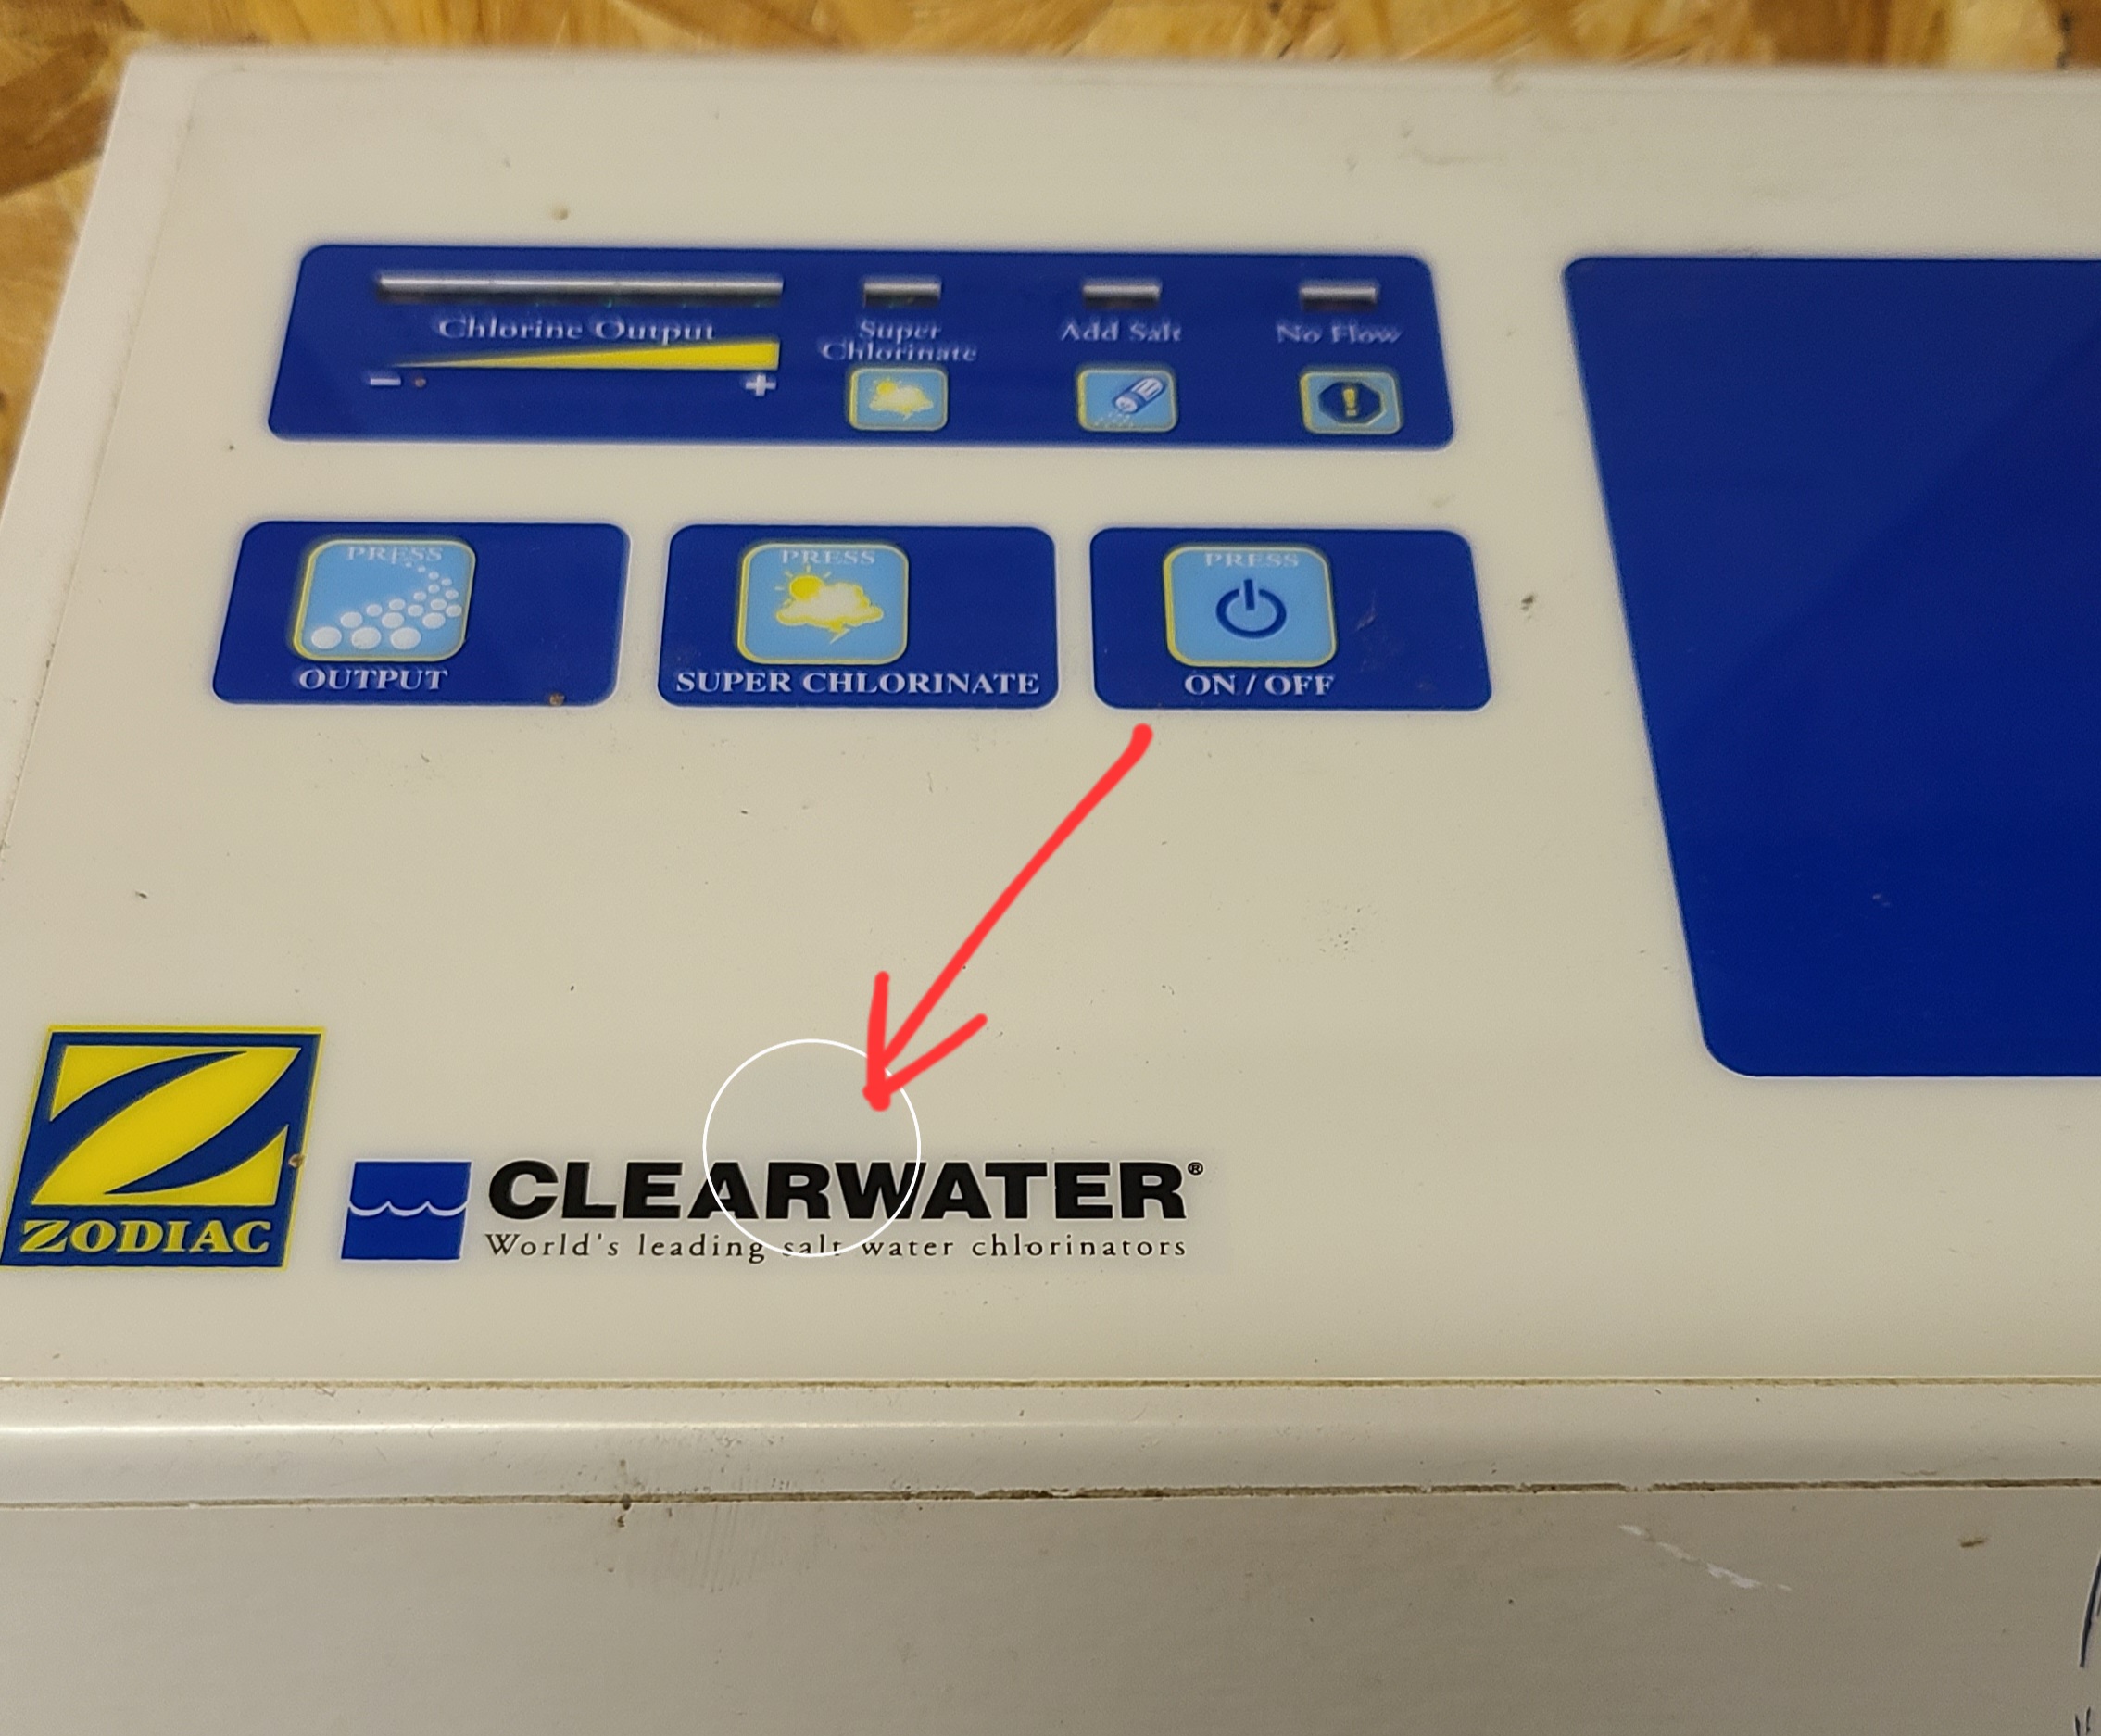 Chlorine Output
Super
Chlorinate
Add Salt
No Flow
- +
PRESS
OUTPUT
PRESS
SUPER CHLORINATE
PRESS
ON / OFF
ZODIAC
CLEARWATER®
World's leading salt water chlorinators